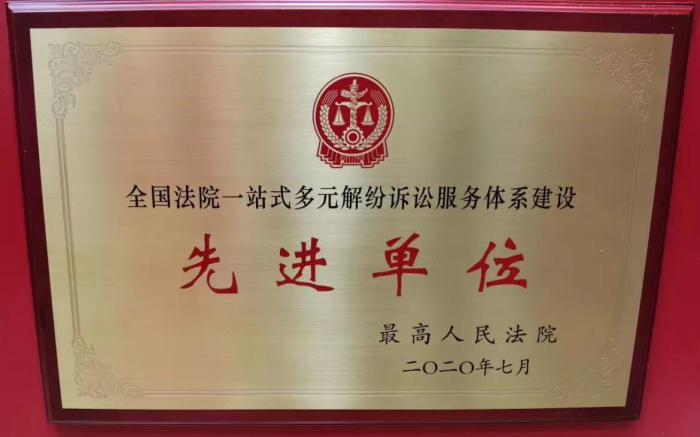 全国法院一站式多元解纷诉讼服务体系建设
先进单位
最高人民法院
二〇二〇年七月